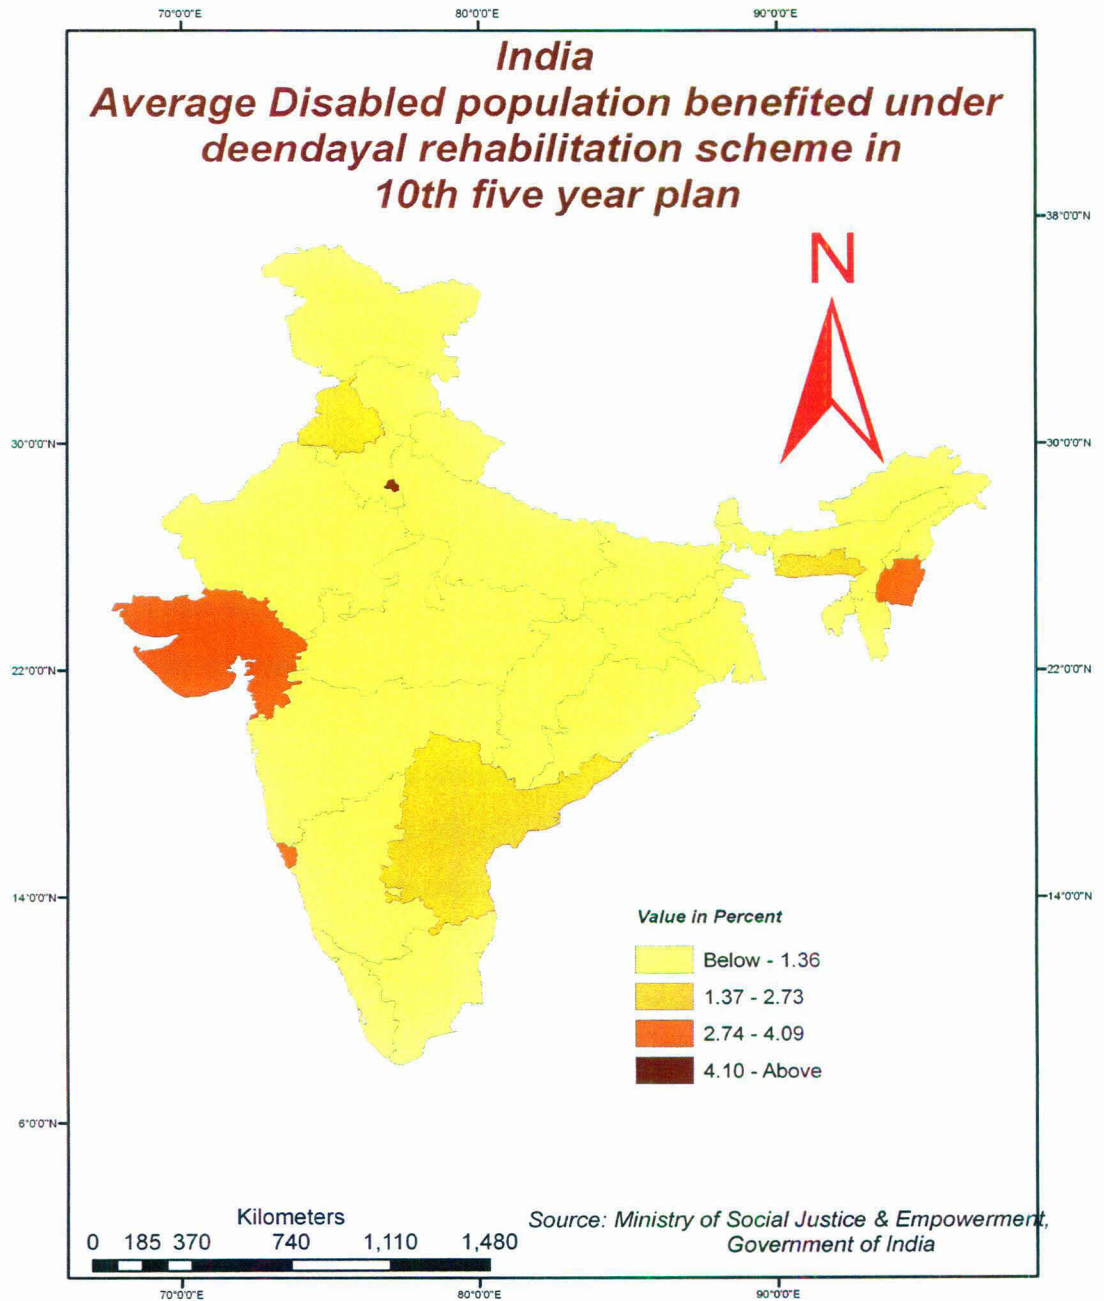 70°0'0"E 80°0'0"E 90°0'0"E
India
Average Disabled population benefited under
deendayal rehabilitation scheme in
10th five year plan
38°0'0"N
N
30°0'0"N 30°0'0"N
22°0'0"N 22°0'0"N
14°0'0"N 14°0'0"N
Value in Percent
Below - 1.36
1.37 - 2.73
2.74 - 4.09
4.10 - Above
6°0'0"N
Kilometers
0 185 370 740 1,110 1,480
Source: Ministry of Social Justice & Empowerment,
Government of India
70°0'0"E 80°0'0"E 90°0'0"E